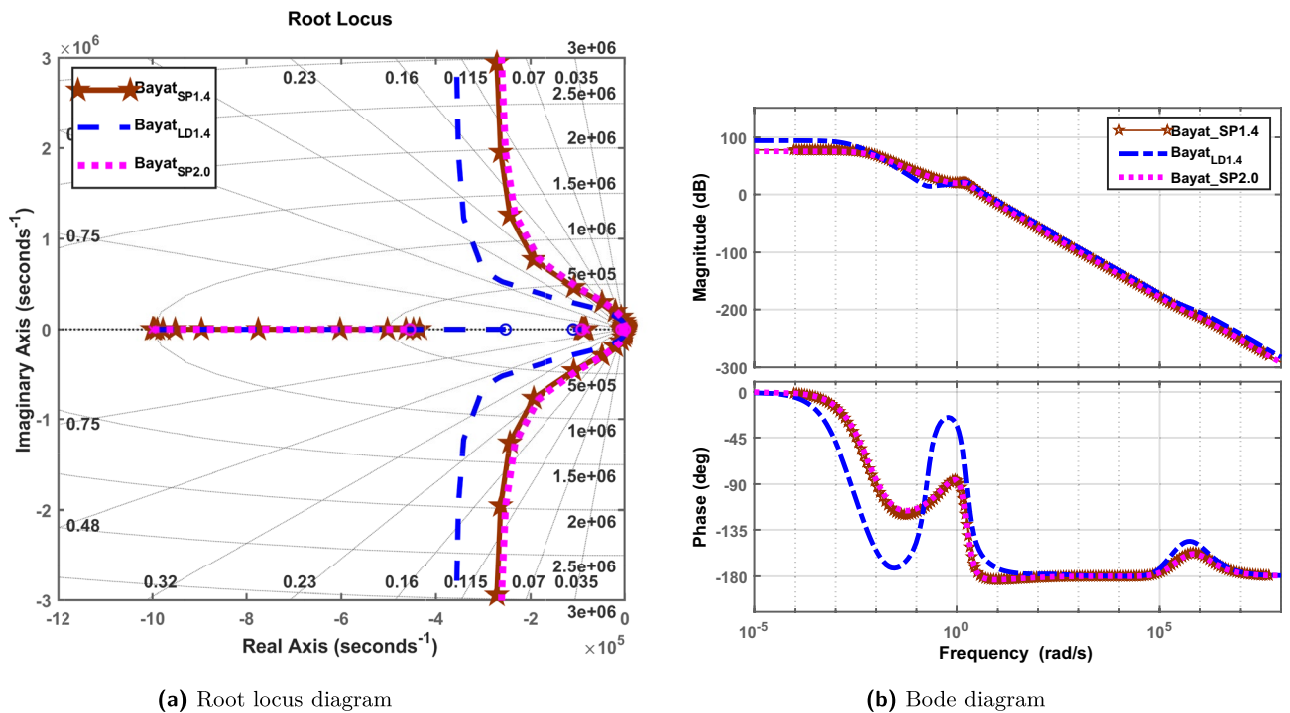 Root Locus
×10^6
3e+06
0.23
0.16
0.115
0.07
0.035
2.5e+06
2e+06
1.5e+06
1e+06
5e+05
Bayat_SP1.4
Bayat_LD1.4
Bayat_SP2.0
0.75
0.75
0.48
5e+05
1e+06
1.5e+06
2e+06
2.5e+06
0.32
0.23
0.16
0.115
0.07
0.035
3e+06
3
2
1
0
-1
-2
-3
Imaginary Axis (seconds^-1)
-12
-10
-8
-6
-4
-2
0
Real Axis (seconds^-1)
×10^5
(a) Root locus diagram
100
0
-100
-200
-300
Magnitude (dB)
Bayat_SP1.4
Bayat_LD1.4
Bayat_SP2.0
0
-45
-90
-135
-180
Phase (deg)
10^-5
10^0
10^5
Frequency (rad/s)
(b) Bode diagram